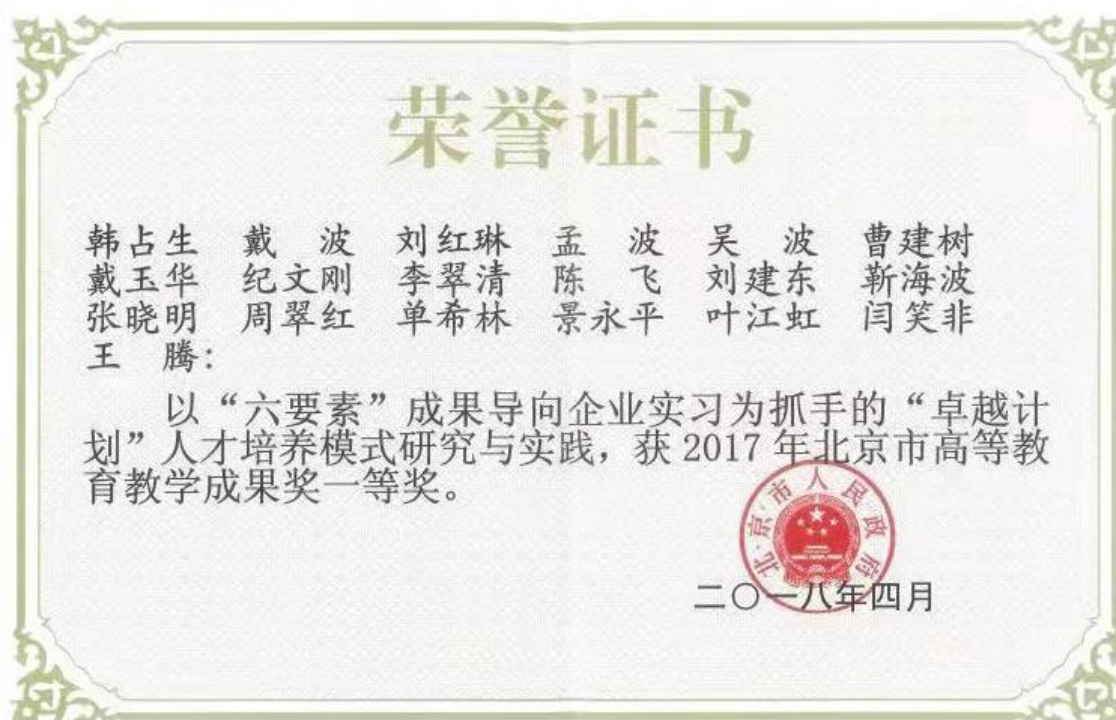 荣誉证书
韩占生 戴 波 刘红琳 孟 波 吴 波 曹建树
戴玉华 纪文刚 李翠清 陈 飞 刘建东 靳海波
张晓明 周翠红 单希林 景永平 叶江虹 闫笑非
王 腾：
以“六要素”成果导向企业实习为抓手的“卓越计
划”人才培养模式研究与实践，获 2017 年北京市高等教
育教学成果奖一等奖。
北京市人民政府
二〇一八年四月